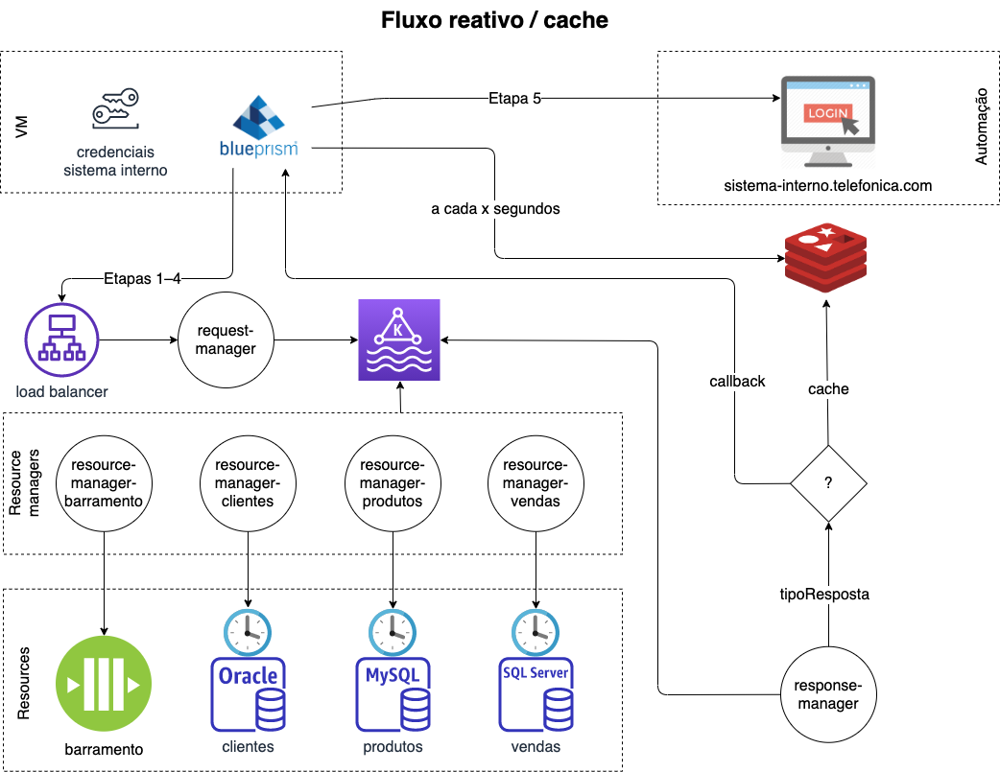 Fluxo reativo / cache
VM
credenciais
sistema interno
blueprism
Etapa 5
LOGIN
sistema-interno.telefonica.com
Automação
a cada x segundos
Etapas 1–4
load balancer
request-
manager
K
callback
cache
Resource
managers
resource-
manager-
barramento
resource-
manager-
clientes
resource-
manager-
produtos
resource-
manager-
vendas
?
tipoResposta
response-
manager
Resources
barramento
Oracle
clientes
MySQL
produtos
SQL Server
vendas